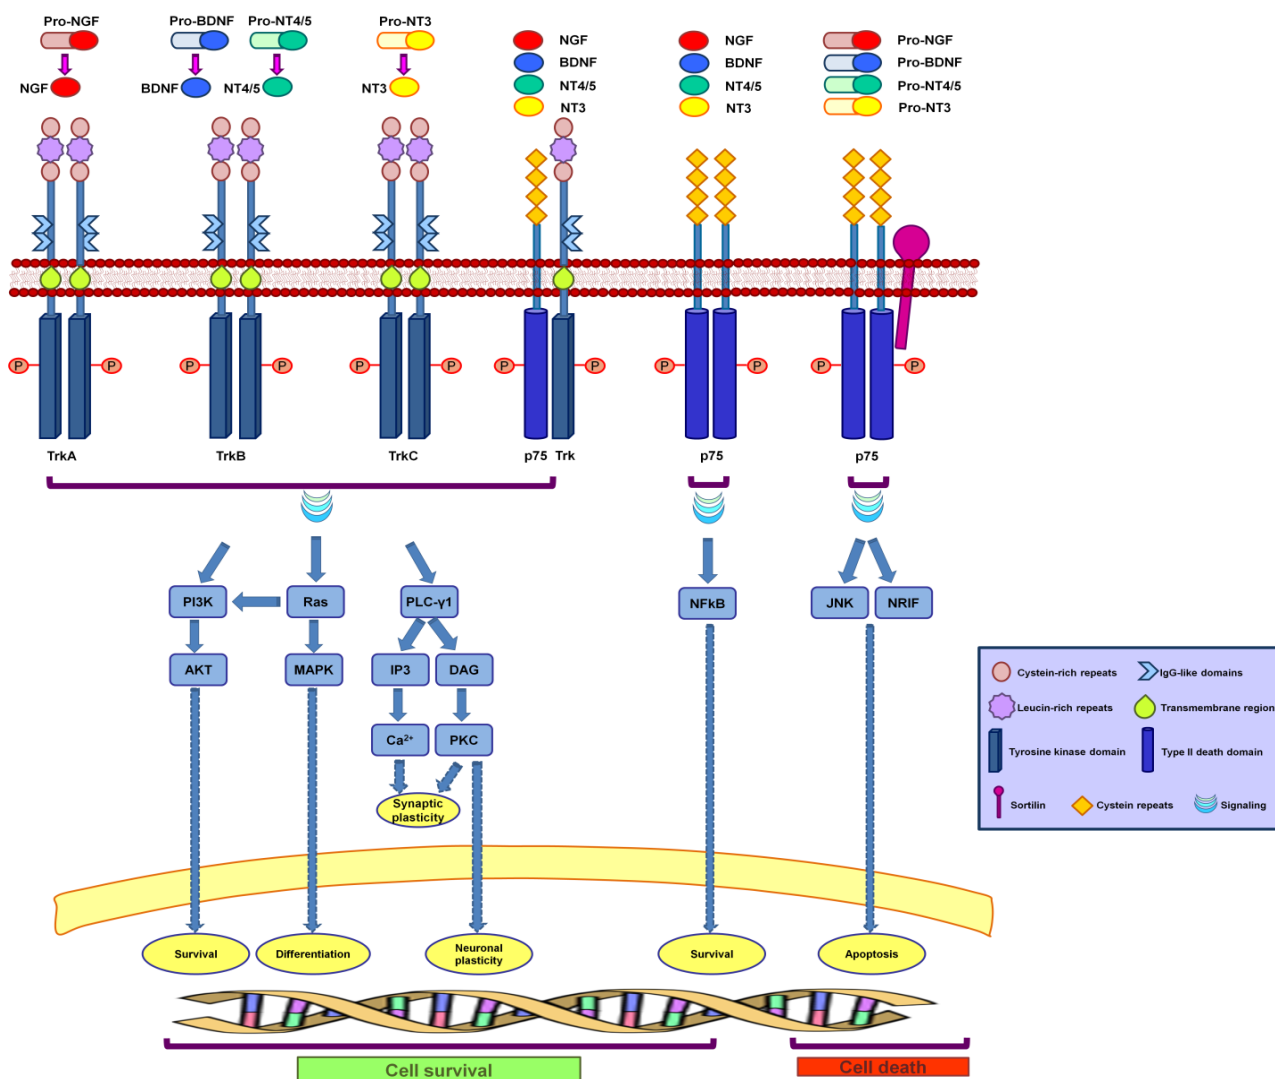 Pro-NGF
Pro-BDNF
Pro-NT4/5
Pro-NT3
NGF
BDNF
NT4/5
NT3
NGF
BDNF
NT4/5
NT3
NGF
BDNF
NT4/5
NT3
Pro-NGF
Pro-BDNF
Pro-NT4/5
Pro-NT3
P P P P P P P P P P P
TrkA
TrkB
TrkC
p75 Trk
p75
p75
PI3K
Ras
PLC-γ1
NFkB
JNK
NRIF
AKT
MAPK
IP3
DAG
Ca²⁺
PKC
Synaptic
plasticity
Cystein-rich repeats
IgG-like domains
Leucin-rich repeats
Transmembrane region
Tyrosine kinase domain
Type II death domain
Sortilin
Cystein repeats
Signaling
Survival
Differentiation
Neuronal
plasticity
Survival
Apoptosis
Cell survival
Cell death